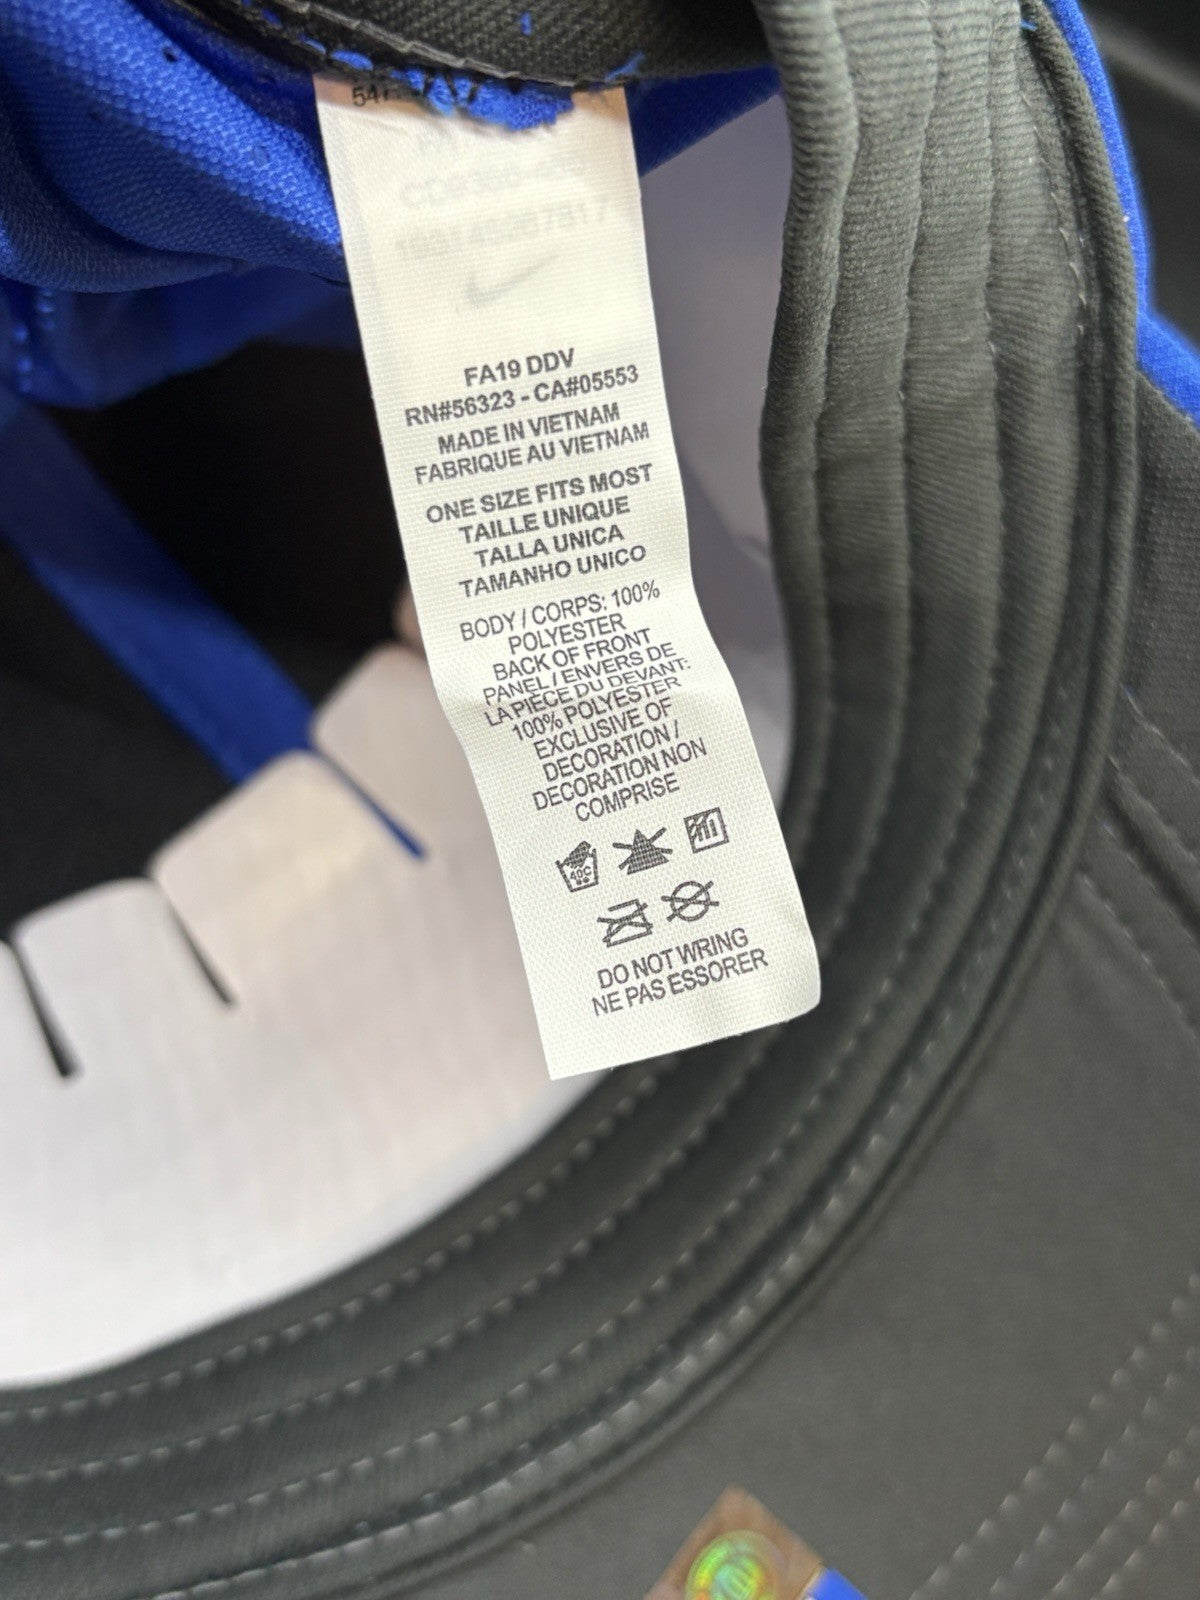 FA19 DDV
RN#56323 - CA#05553
MADE IN VIETNAM
FABRIQUE AU VIETNAM
ONE SIZE FITS MOST
TAILLE UNIQUE
TALLA UNICA
TAMANHO UNICO
BODY / CORPS: 100%
POLYESTER
BACK OF FRONT
PANEL / ENVERS DE
LA PIÈCE DU DEVANT:
100% POLYESTER
EXCLUSIVE OF
DECORATION /
DECORATION NON
COMPRISE
40C
DO NOT WRING
NE PAS ESSORER